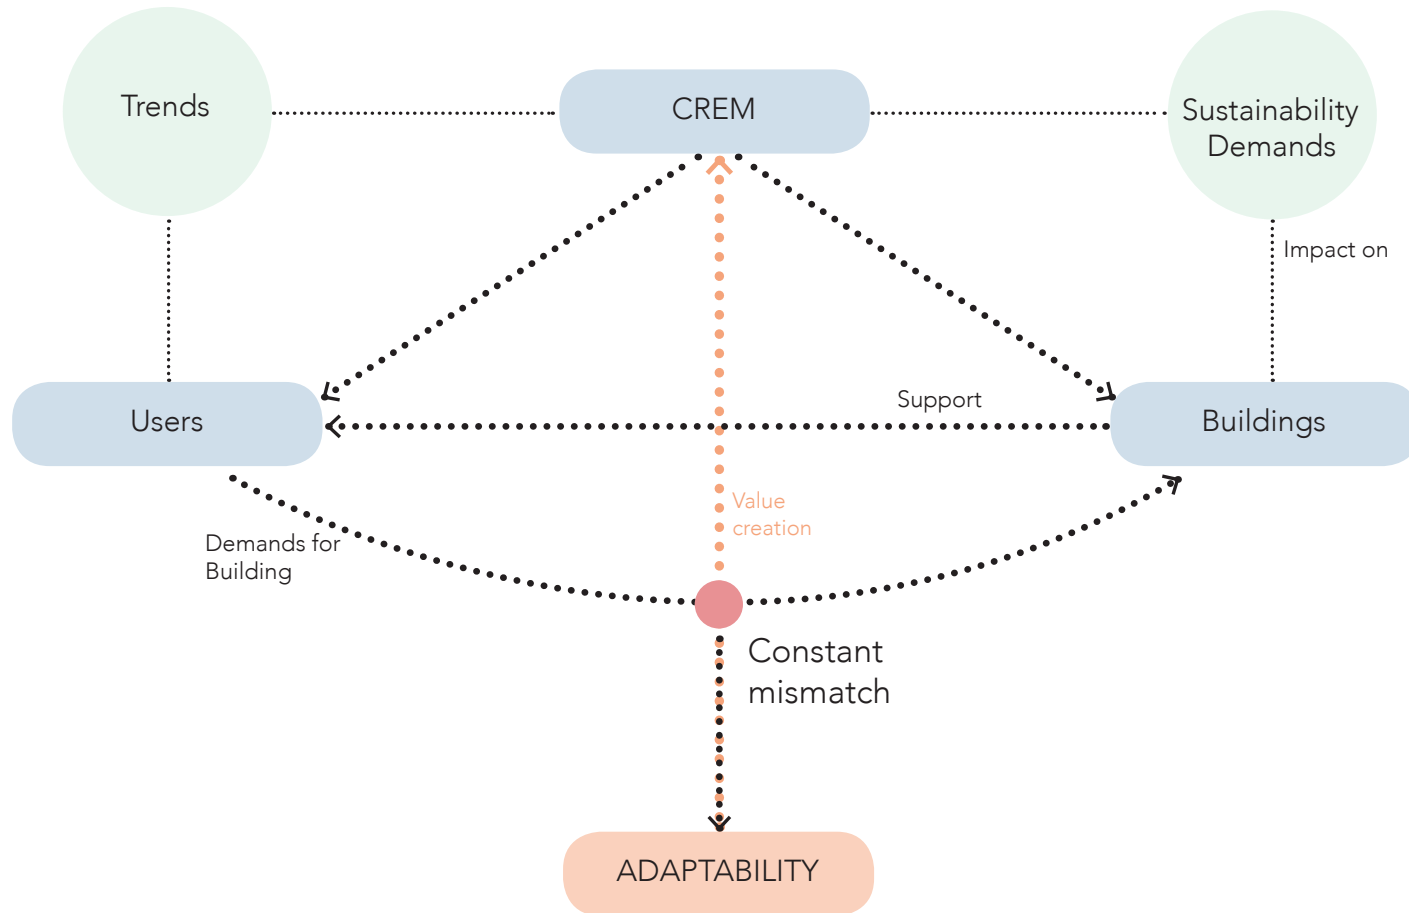 Trends
CREM
Sustainability
Demands
Impact on
Users
Support
Buildings
Value
creation
Demands for
Building
Constant
mismatch
ADAPTABILITY